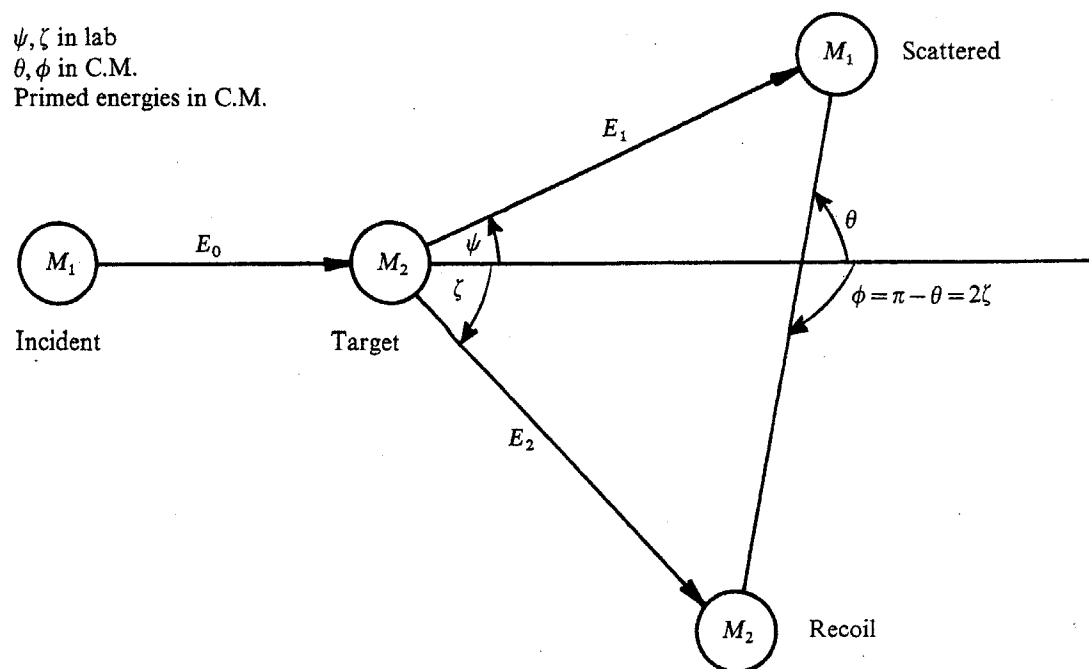 ψ, ζ in lab
θ, ϕ in C.M.
Primed energies in C.M.
M₁
Scattered
E₁
θ
M₁
E₀
M₂
ψ
ζ
ϕ = π − θ = 2ζ
Incident
Target
E₂
M₂
Recoil